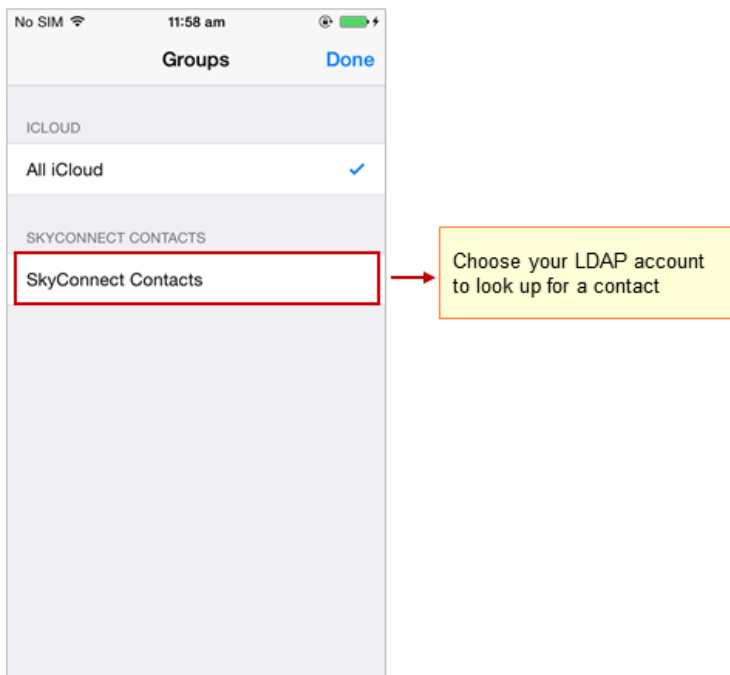 No SIM 11:58 am
Groups Done
ICLOUD
All iCloud
SKYCONNECT CONTACTS
SkyConnect Contacts
Choose your LDAP account
to look up for a contact